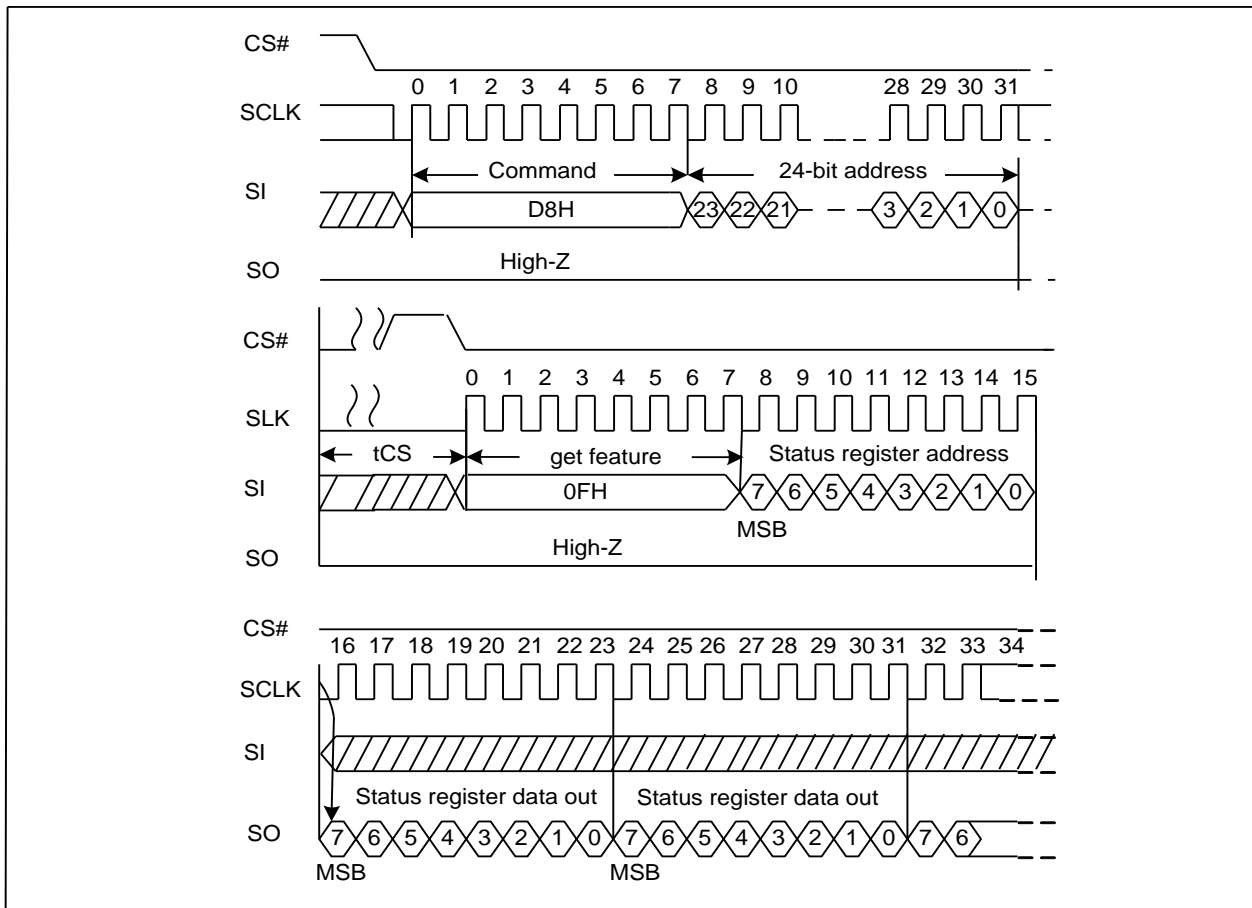 CS#
0 1 2 3 4 5 6 7 8 9 10 28 29 30 31
SCLK
Command 24-bit address
SI
D8H 23 22 21 3 2 1 0
High-Z
SO
CS#
0 1 2 3 4 5 6 7 8 9 10 11 12 13 14 15
SLK
tCS get feature Status register address
SI
0FH 7 6 5 4 3 2 1 0
MSB
High-Z
SO
CS#
16 17 18 19 20 21 22 23 24 25 26 27 28 29 30 31 32 33 34
SCLK
SI
Status register data out Status register data out
SO
7 6 5 4 3 2 1 0 7 6 5 4 3 2 1 0 7 6
MSB MSB